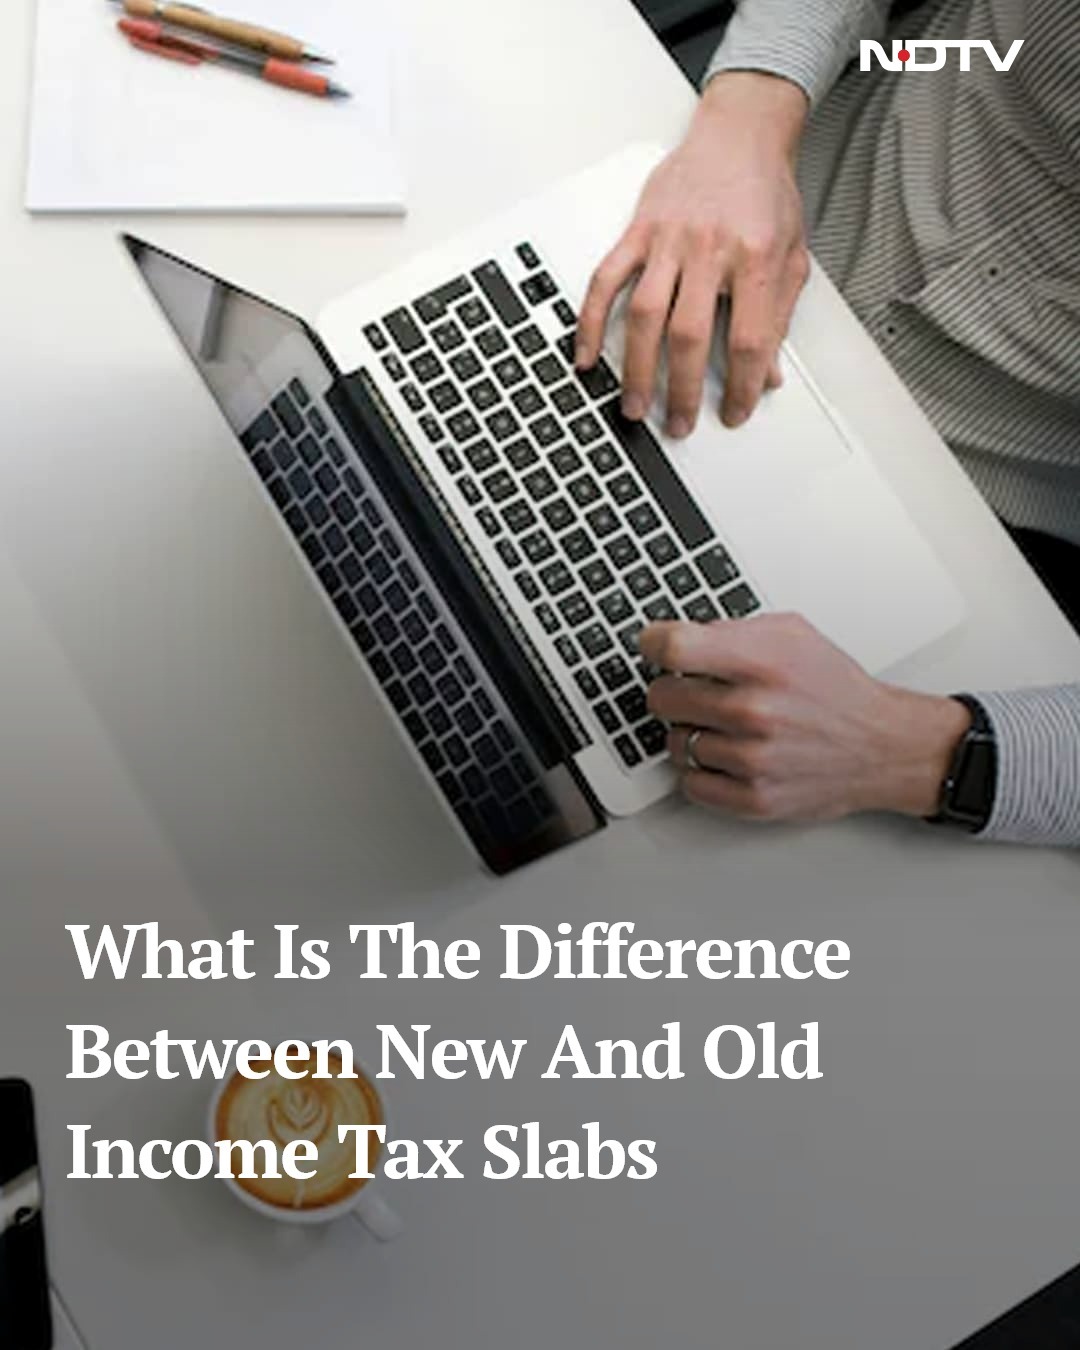 NDTV
What Is The Difference
Between New And Old
Income Tax Slabs